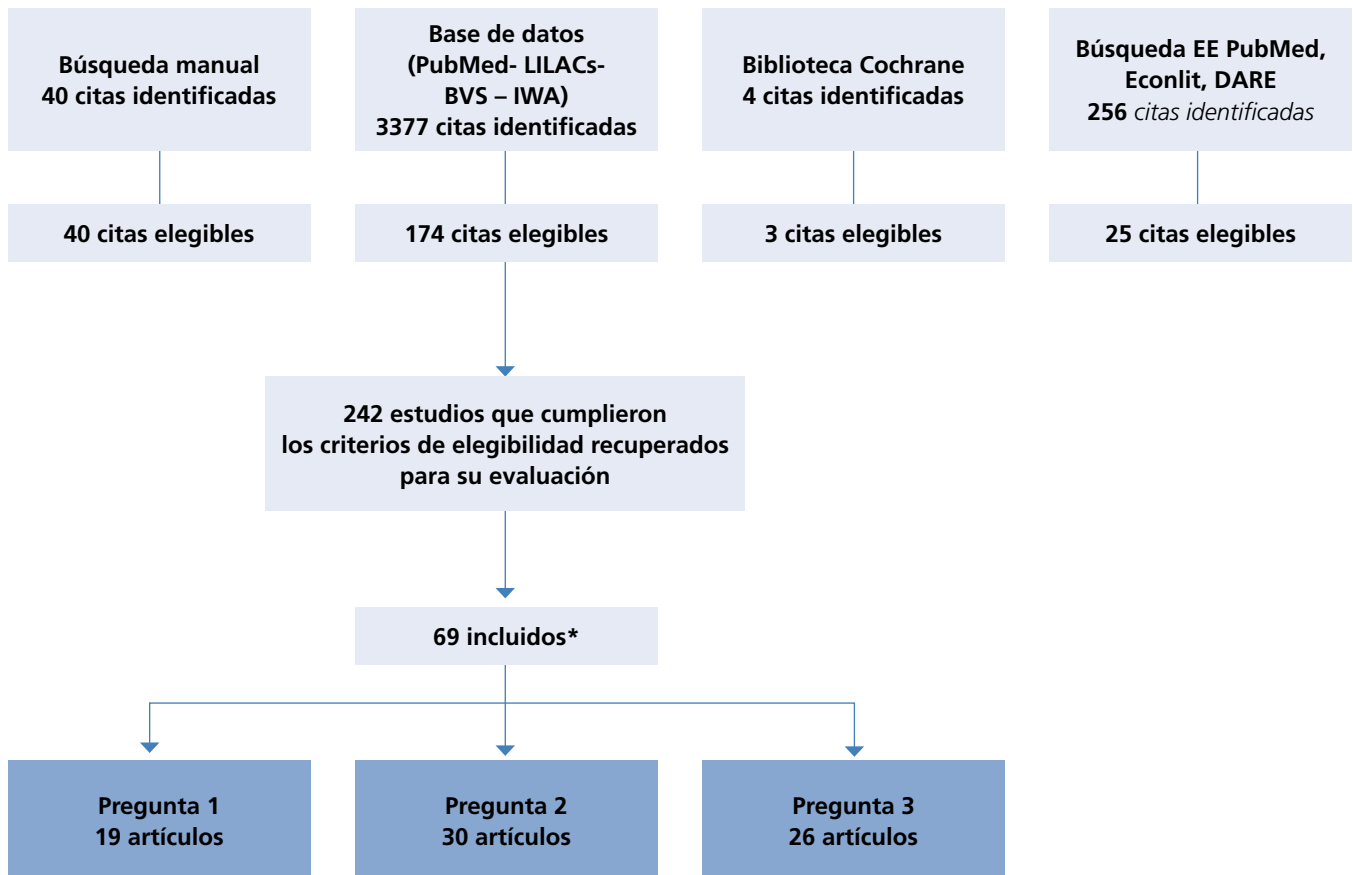 Búsqueda manual
40 citas identificadas
Base de datos
(PubMed- LILACs-
BVS – IWA)
3377 citas identificadas
Biblioteca Cochrane
4 citas identificadas
Búsqueda EE PubMed,
Econlit, DARE
256 citas identificadas
40 citas elegibles
174 citas elegibles
3 citas elegibles
25 citas elegibles
242 estudios que cumplieron
los criterios de elegibilidad recuperados
para su evaluación
69 incluidos*
Pregunta 1
19 artículos
Pregunta 2
30 artículos
Pregunta 3
26 artículos